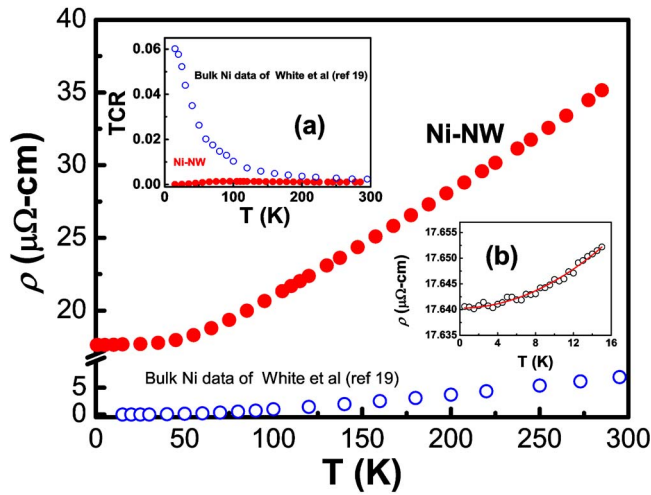 40
35
30
25
20
5
0
ρ (μΩ-cm)
0 50 100 150 200 250 300
T (K)
Ni-NW
Bulk Ni data of White et al (ref 19)
0.06
0.04
0.02
0.00
TCR
Bulk Ni data of White et al (ref 19)
(a)
Ni-NW
0 100 200 300
T (K)
17.655
17.650
17.645
17.640
17.635
ρ (μΩ-cm)
(b)
0 4 8 12 16
T (K)